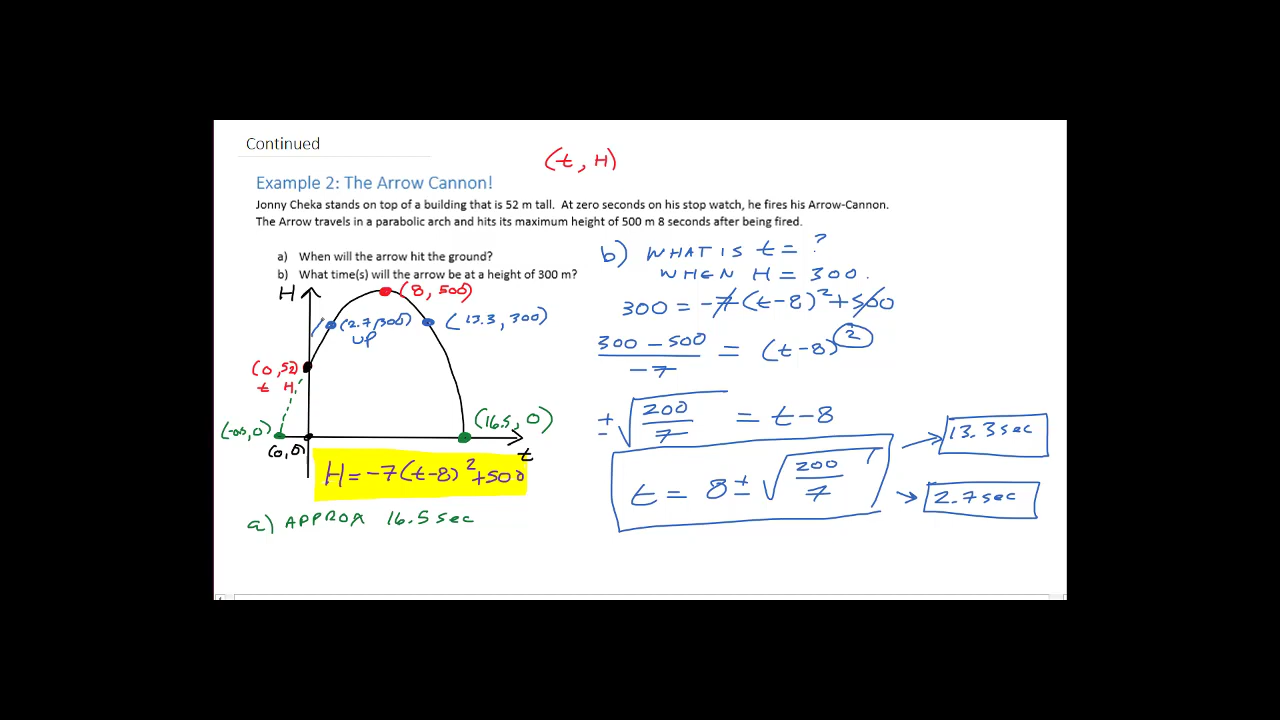 Continued
(t, H)
Example 2: The Arrow Cannon!
Jonny Cheka stands on top of a building that is 52 m tall. At zero seconds on his stop watch, he fires his Arrow-Cannon.
The Arrow travels in a parabolic arch and hits its maximum height of 500 m 8 seconds after being fired.
a) When will the arrow hit the ground?
b) What time(s) will the arrow be at a height of 300 m?
H
(8, 500)
(2.7, 300)
UP
(13.3, 300)
(0, 52)
t H
(-0.5, 0)
(0, 0)
(16.5, 0)
t
H = -7(t-8)² + 500
a) APPROX 16.5 sec
b) WHAT IS t = ?
WHEN H = 300.
300 = -7(t-8)² + 500
300 - 500 / -7 = (t-8)²
± √(200/7) = t-8
t = 8 ± √(200/7)
13.3 sec
2.7 sec